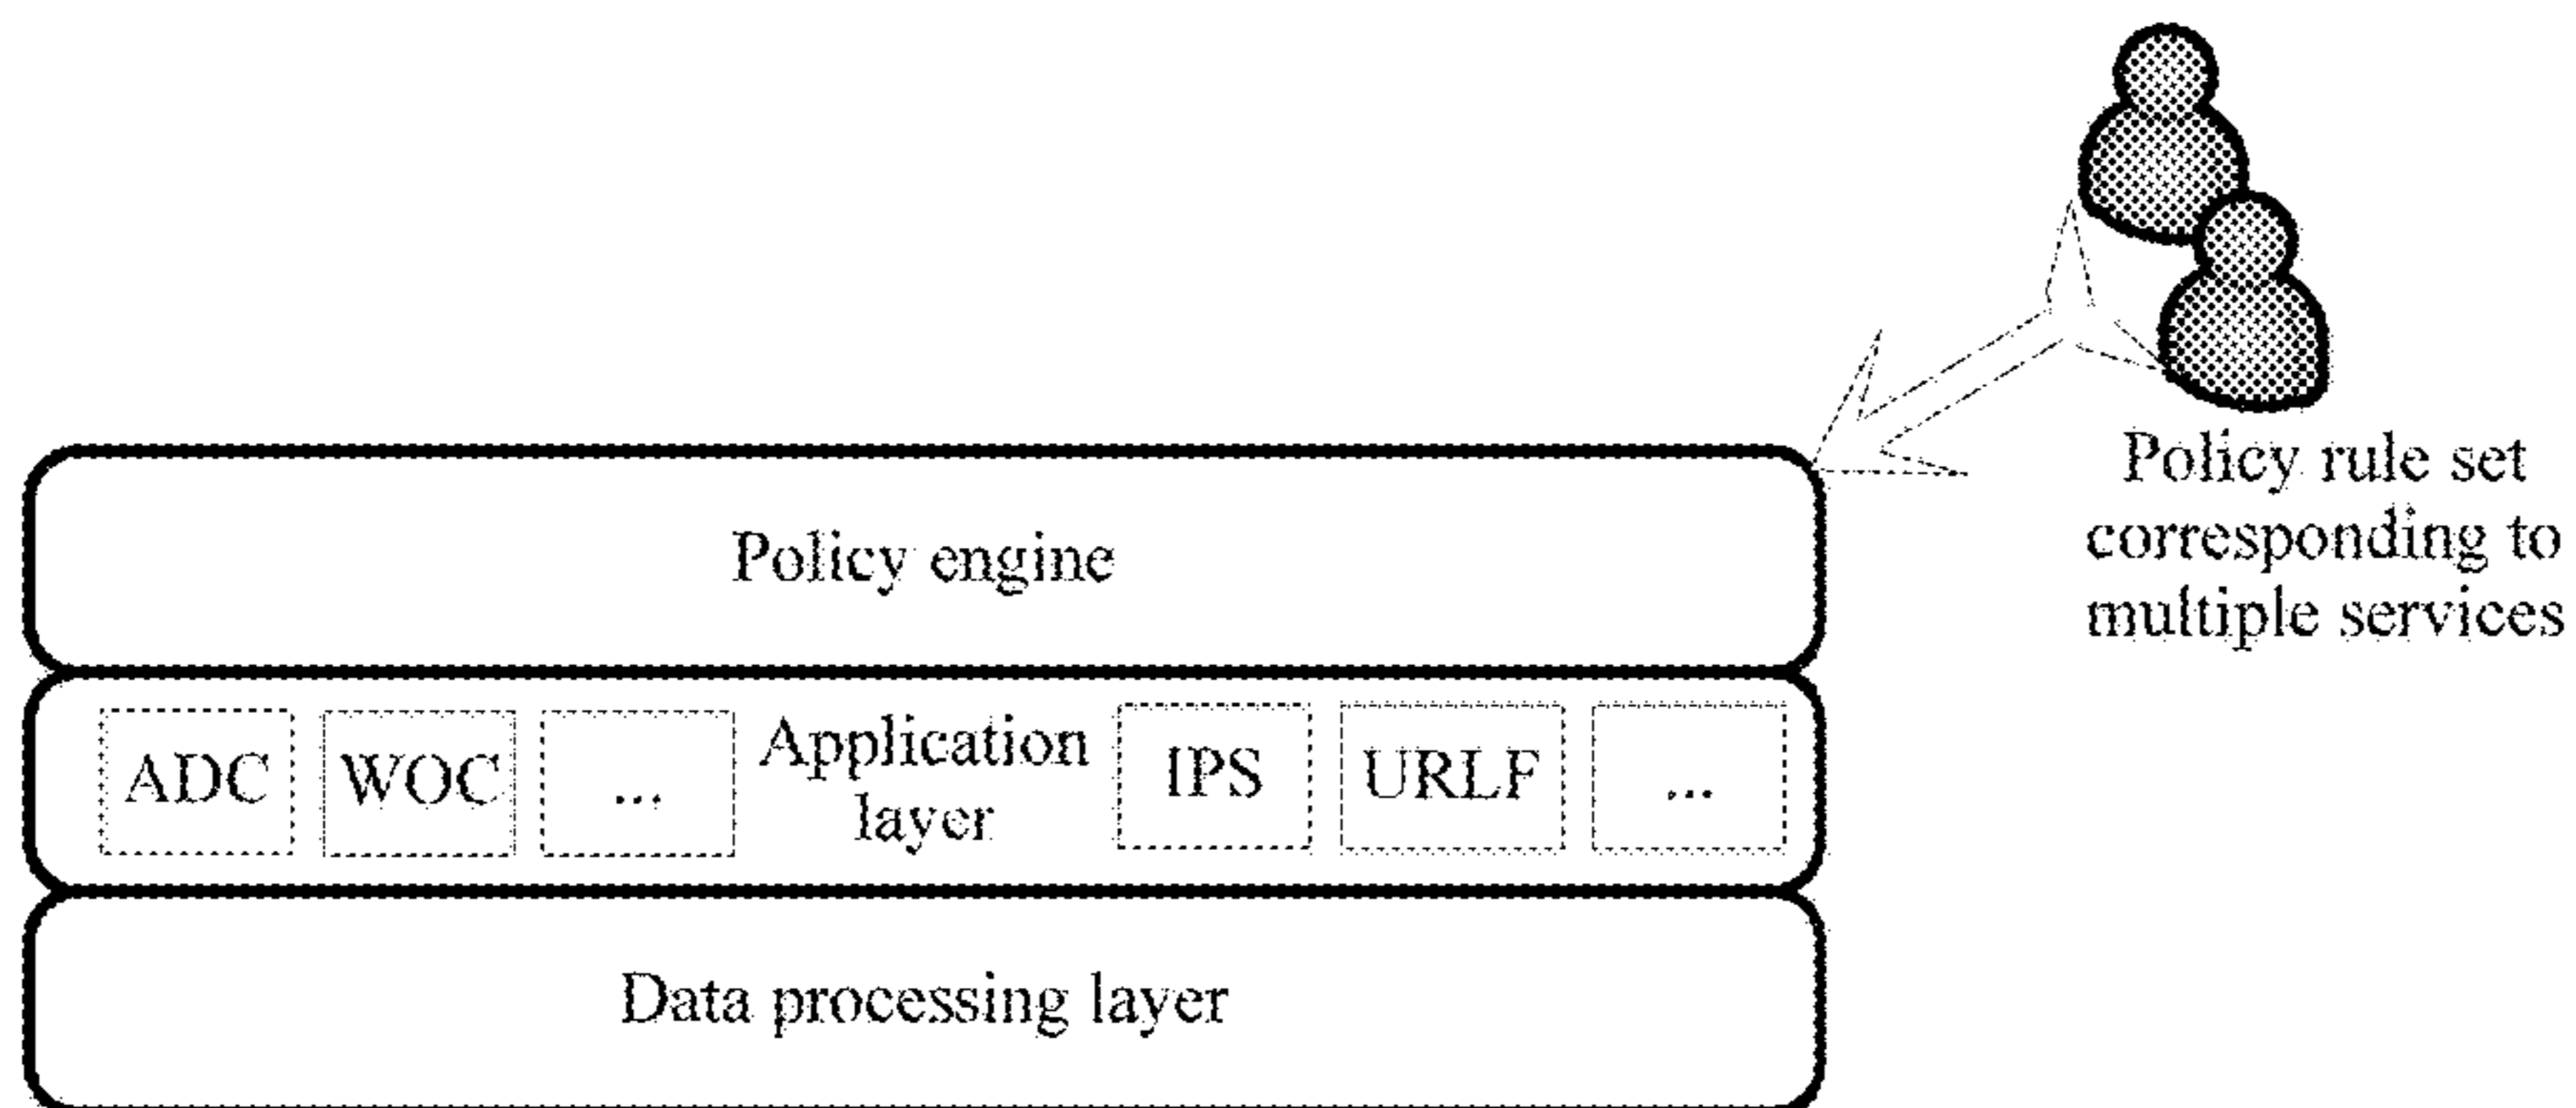 Policy rule set
corresponding to
multiple services
Policy engine
ADC
WOC
...
Application
layer
IPS
URLF
...
Data processing layer